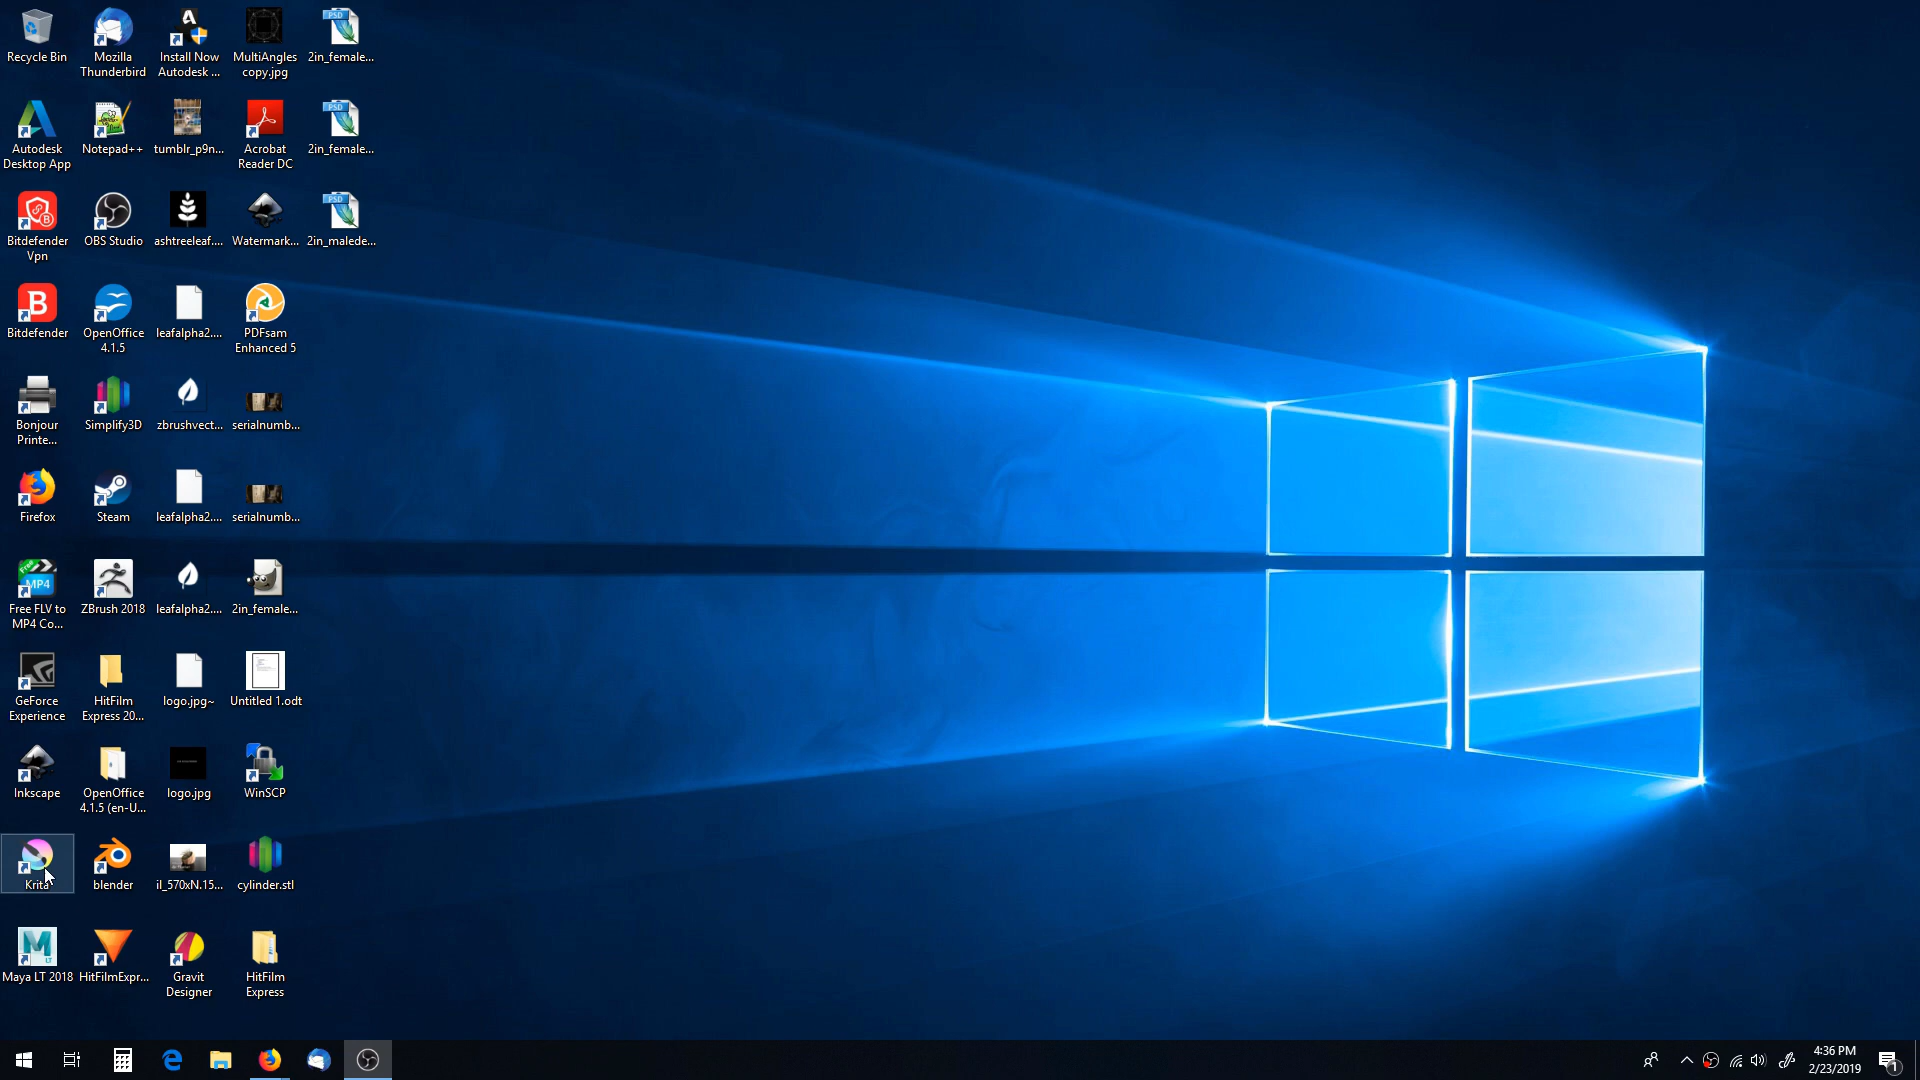 Recycle Bin
Mozilla
Thunderbird
Install Now
Autodesk ...
MultiAngles
copy.jpg
2in_female...
Autodesk
Desktop App
Notepad++
tumblr_p9n...
Acrobat
Reader DC
2in_female...
Bitdefender
Vpn
OBS Studio
ashtreeleaf....
Watermark...
2in_malede...
Bitdefender
OpenOffice
4.1.5
leafalpha2....
PDFsam
Enhanced 5
Bonjour
Printe...
Simplify3D
zbrushvect...
serialnumb...
Firefox
Steam
leafalpha2....
serialnumb...
Free FLV to
MP4 Co...
ZBrush 2018
leafalpha2....
2in_female...
GeForce
Experience
HitFilm
Express 20...
logo.jpg~
Untitled 1.odt
Inkscape
OpenOffice
4.1.5 (en-U...
logo.jpg
WinSCP
Krita
blender
il_570xN.15...
cylinder.stl
Maya LT 2018
HitFilmExpr...
Gravit
Designer
HitFilm
Express
4:36 PM
2/23/2019
1